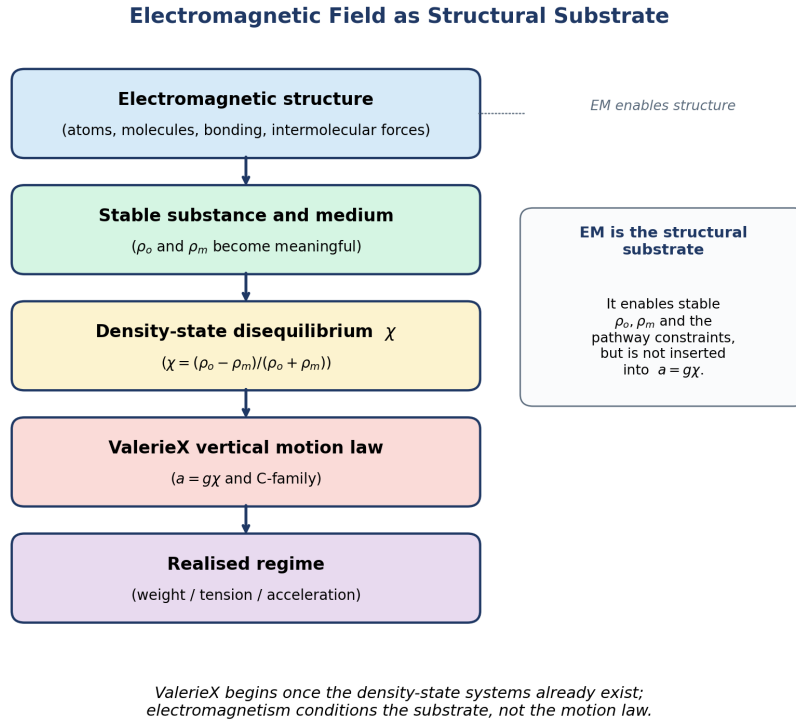 Electromagnetic Field as Structural Substrate
Electromagnetic structure
(atoms, molecules, bonding, intermolecular forces)
EM enables structure
Stable substance and medium
(ρₒ and ρₘ become meaningful)
EM is the structural
substrate
It enables stable
ρₒ, ρₘ and the
pathway constraints,
but is not inserted
into a = gχ.
Density-state disequilibrium χ
(χ = (ρₒ − ρₘ)/(ρₒ + ρₘ))
ValerieX vertical motion law
(a = gχ and C-family)
Realised regime
(weight / tension / acceleration)
ValerieX begins once the density-state systems already exist;
electromagnetism conditions the substrate, not the motion law.